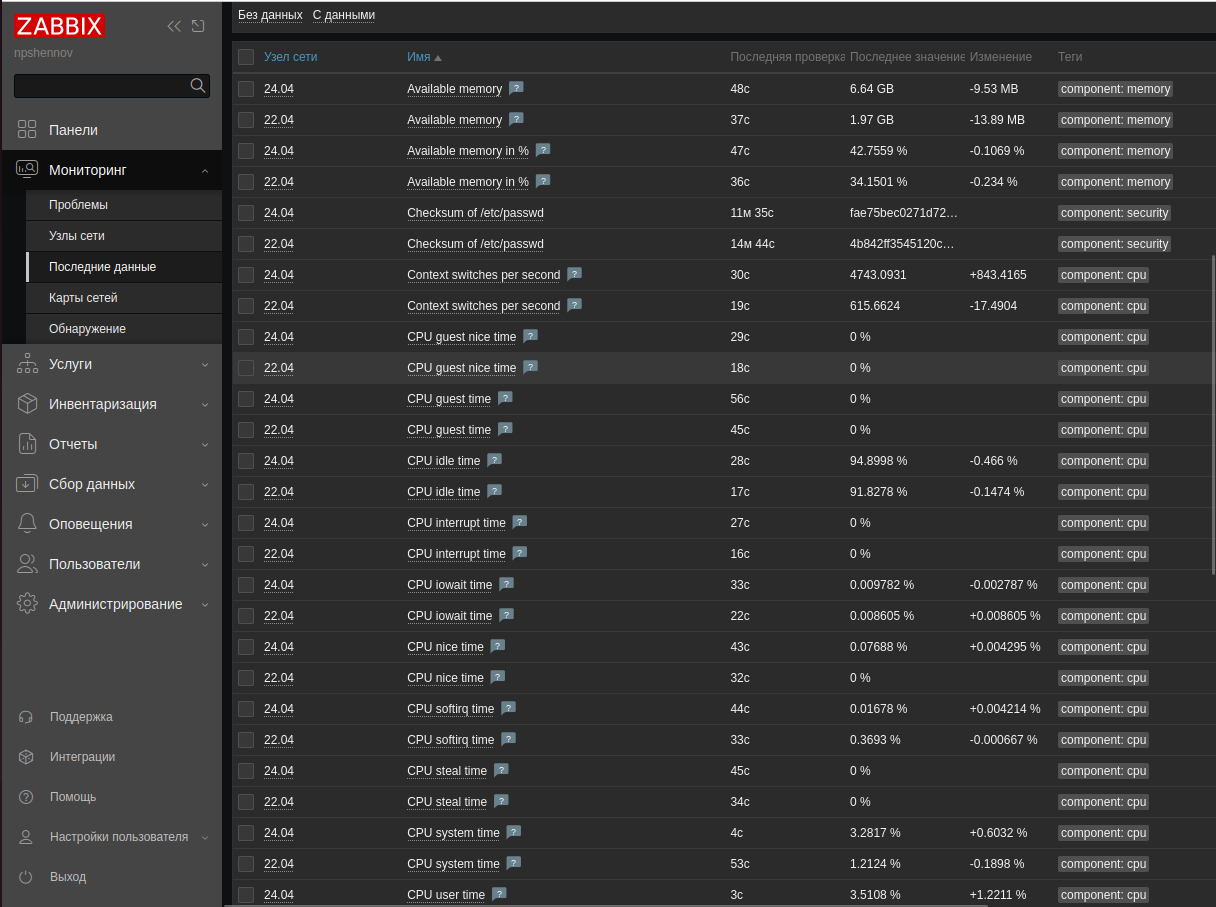 ZABBIX
npshennov
Панели
Мониторинг
Проблемы
Узлы сети
Последние данные
Карты сетей
Обнаружение
Услуги
Инвентаризация
Отчеты
Сбор данных
Оповещения
Пользователи
Администрирование
Поддержка
Интеграции
Помощь
Настройки пользователя
Выход
Без данных С данными
Узел сети Имя Последняя проверка Последнее значение Изменение Теги
24.04 Available memory ? 48с 6.64 GB -9.53 MB component: memory
22.04 Available memory ? 37с 1.97 GB -13.89 MB component: memory
24.04 Available memory in % ? 47с 42.7559 % -0.1069 % component: memory
22.04 Available memory in % ? 36с 34.1501 % -0.234 % component: memory
24.04 Checksum of /etc/passwd 11м 35с fae75bec0271d72… component: security
22.04 Checksum of /etc/passwd 14м 44с 4b842ff3545120c… component: security
24.04 Context switches per second ? 30с 4743.0931 +843.4165 component: cpu
22.04 Context switches per second ? 19с 615.6624 -17.4904 component: cpu
24.04 CPU guest nice time ? 29с 0 % component: cpu
22.04 CPU guest nice time ? 18с 0 % component: cpu
24.04 CPU guest time ? 56с 0 % component: cpu
22.04 CPU guest time ? 45с 0 % component: cpu
24.04 CPU idle time ? 28с 94.8998 % -0.466 % component: cpu
22.04 CPU idle time ? 17с 91.8278 % -0.1474 % component: cpu
24.04 CPU interrupt time ? 27с 0 % component: cpu
22.04 CPU interrupt time ? 16с 0 % component: cpu
24.04 CPU iowait time ? 33с 0.009782 % -0.002787 % component: cpu
22.04 CPU iowait time ? 22с 0.008605 % +0.008605 % component: cpu
24.04 CPU nice time ? 43с 0.07688 % +0.004295 % component: cpu
22.04 CPU nice time ? 32с 0 % component: cpu
24.04 CPU softirq time ? 44с 0.01678 % +0.004214 % component: cpu
22.04 CPU softirq time ? 33с 0.3693 % -0.000667 % component: cpu
24.04 CPU steal time ? 45с 0 % component: cpu
22.04 CPU steal time ? 34с 0 % component: cpu
24.04 CPU system time ? 4с 3.2817 % +0.6032 % component: cpu
22.04 CPU system time ? 53с 1.2124 % -0.1898 % component: cpu
24.04 CPU user time ? 3с 3.5108 % +1.2211 % component: cpu